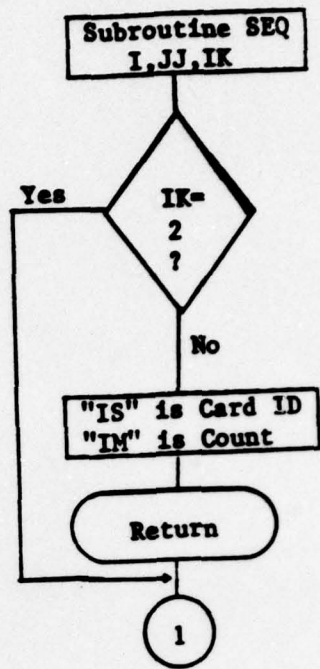 Subroutine SEQ
I,JJ,IK
Yes
IK=
2
?
No
"IS" is Card ID
"IM" is Count
Return
1